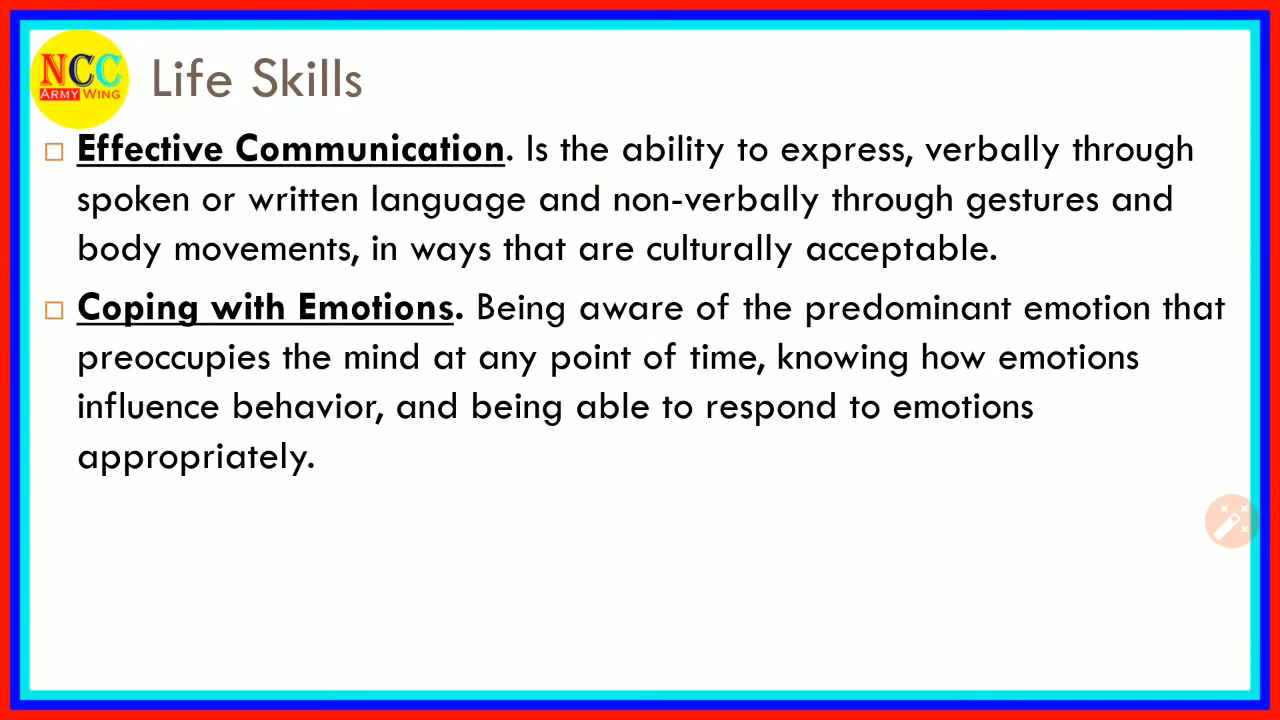 NCC
ARMY WING
Life Skills
Effective Communication. Is the ability to express, verbally through
spoken or written language and non-verbally through gestures and
body movements, in ways that are culturally acceptable.
Coping with Emotions. Being aware of the predominant emotion that
preoccupies the mind at any point of time, knowing how emotions
influence behavior, and being able to respond to emotions
appropriately.